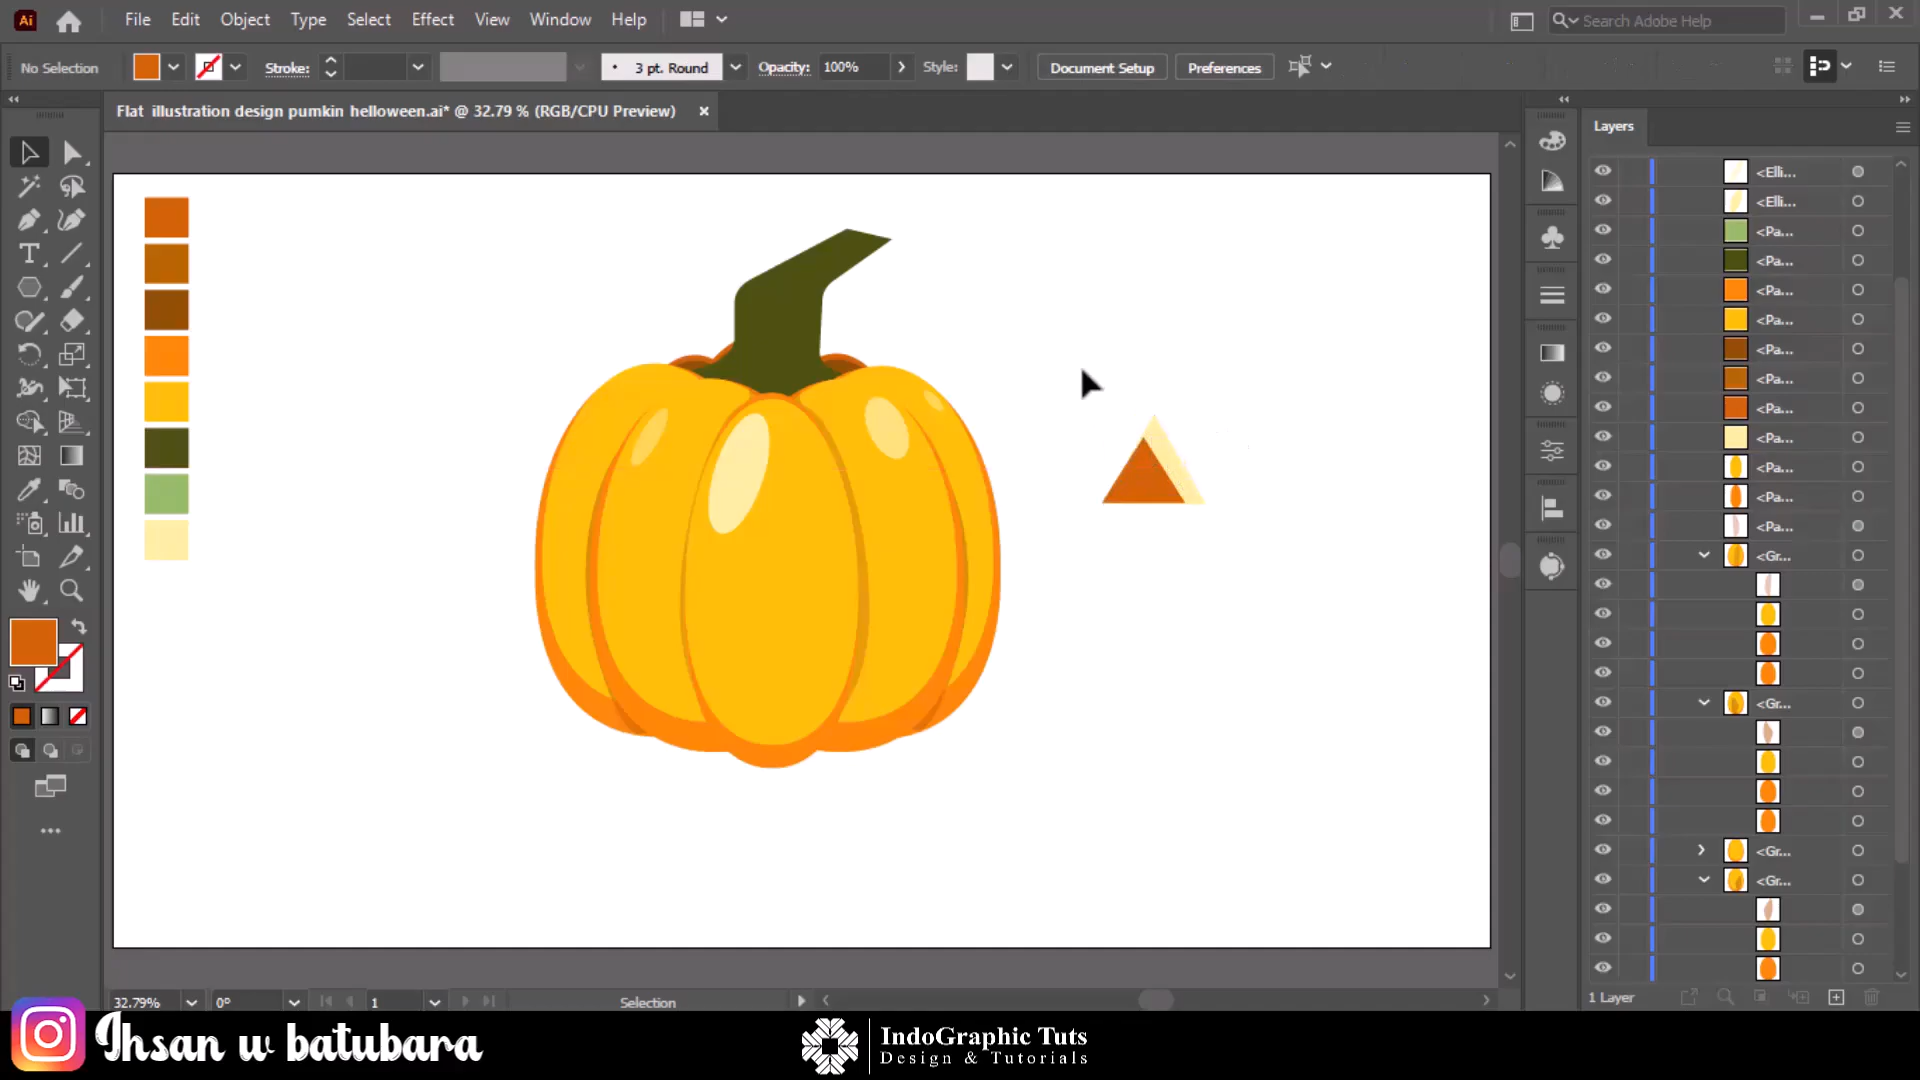 Ai File Edit Object Type Select Effect View Window Help Search Adobe Help
No Selection Stroke: 3 pt. Round Opacity: 100% Style: Document Setup Preferences
Flat illustration design pumkin helloween.ai* @ 32.79 % (RGB/CPU Preview)
Layers
<Elli...
<Elli...
<Pa...
<Pa...
<Pa...
<Pa...
<Pa...
<Pa...
<Pa...
<Pa...
<Pa...
<Pa...
<Pa...
<Gr...
<Gr...
<Gr...
<Gr...
32.79% 0° 1 Selection
1 Layer
Ihsan w batubara
IndoGraphic Tuts
Design & Tutorials